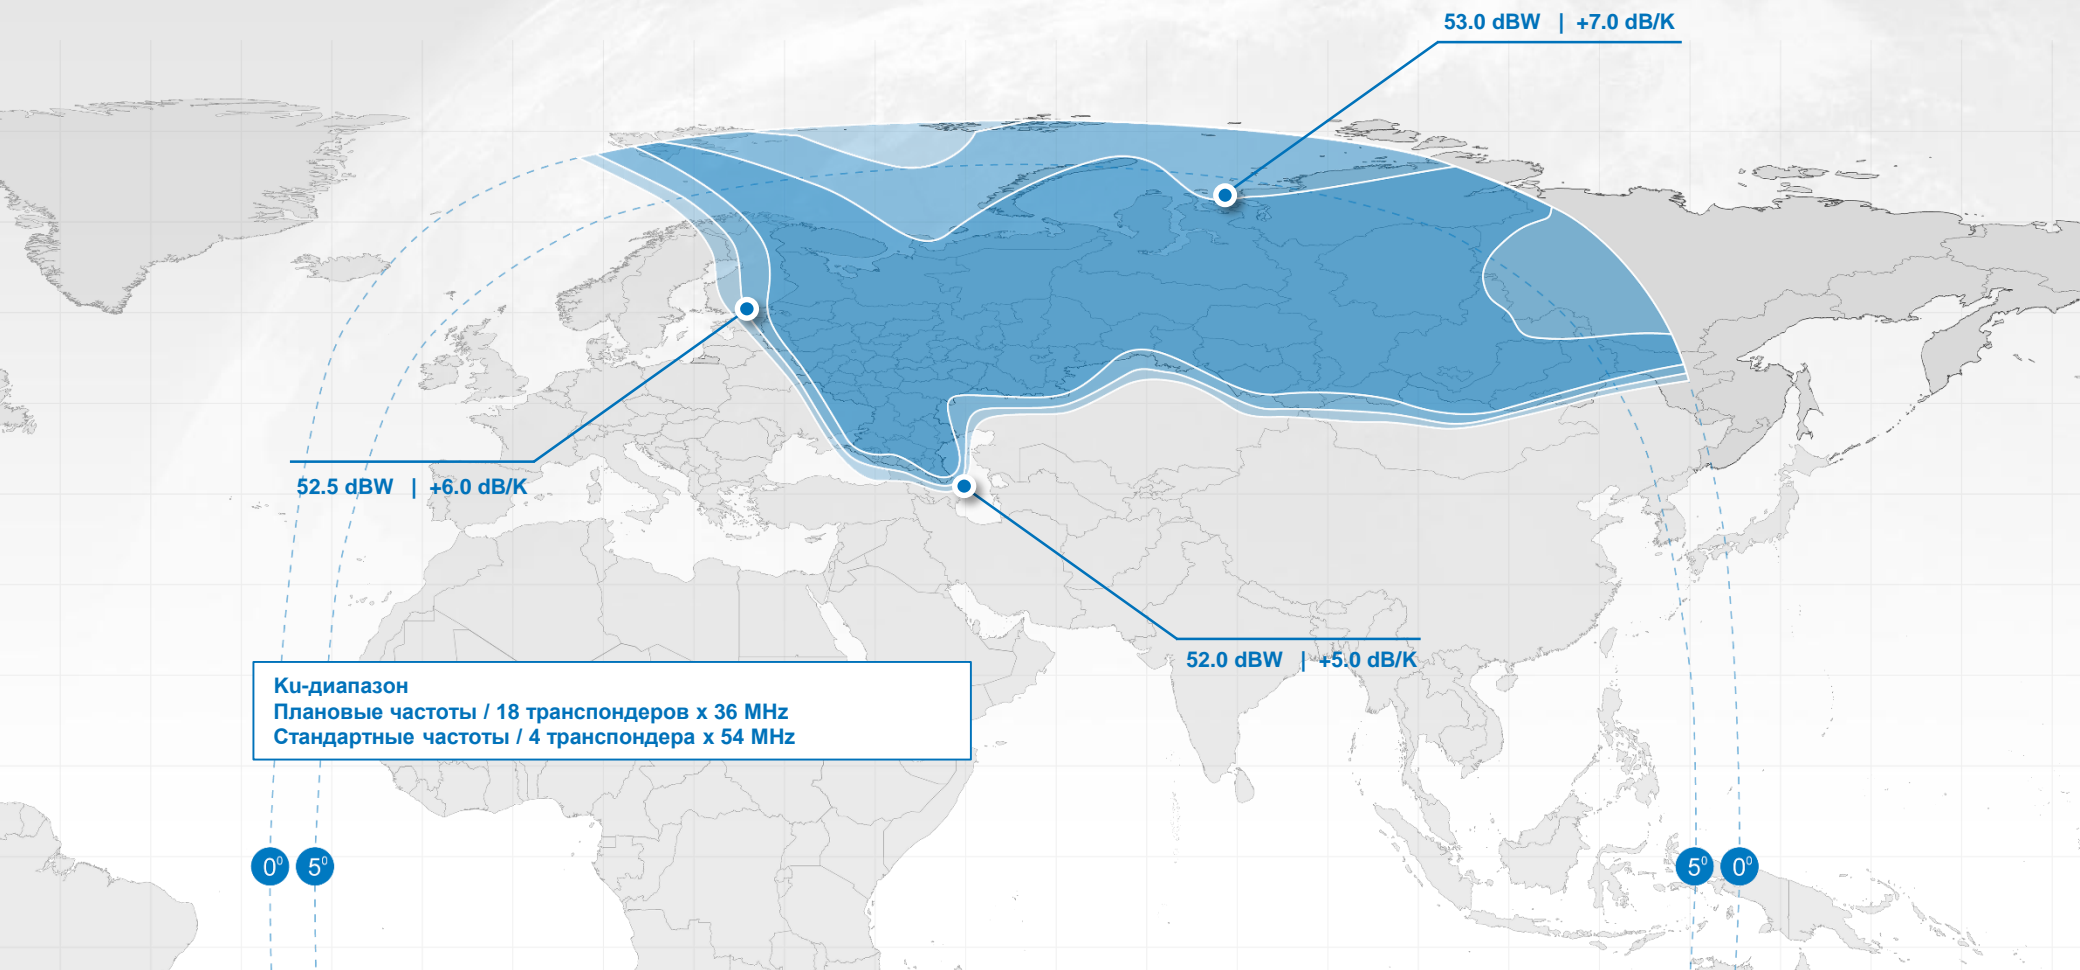 53.0 dBW | +7.0 dB/K
52.5 dBW | +6.0 dB/K
52.0 dBW | +5.0 dB/K
Ku-диапазон
Плановые частоты / 18 транспондеров x 36 MHz
Стандартные частоты / 4 транспондера x 54 MHz
0⁰ 5⁰ 5⁰ 0⁰